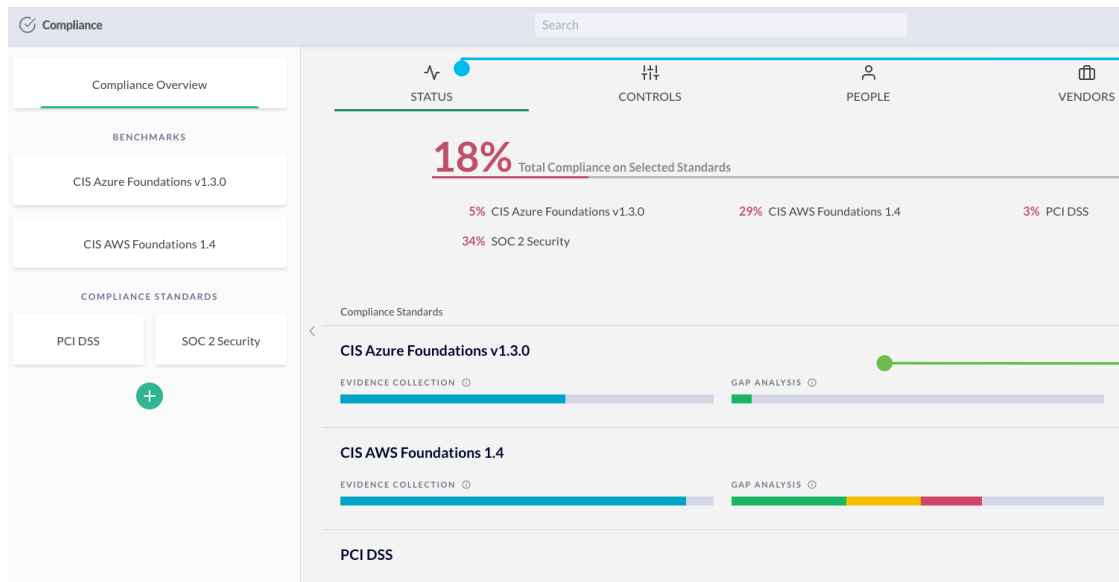 Compliance
Search
Compliance Overview
BENCHMARKS
CIS Azure Foundations v1.3.0
CIS AWS Foundations 1.4
COMPLIANCE STANDARDS
PCI DSS
SOC 2 Security
STATUS
CONTROLS
PEOPLE
VENDORS
18% Total Compliance on Selected Standards
5% CIS Azure Foundations v1.3.0
29% CIS AWS Foundations 1.4
3% PCI DSS
34% SOC 2 Security
Compliance Standards
CIS Azure Foundations v1.3.0
EVIDENCE COLLECTION
GAP ANALYSIS
CIS AWS Foundations 1.4
EVIDENCE COLLECTION
GAP ANALYSIS
PCI DSS